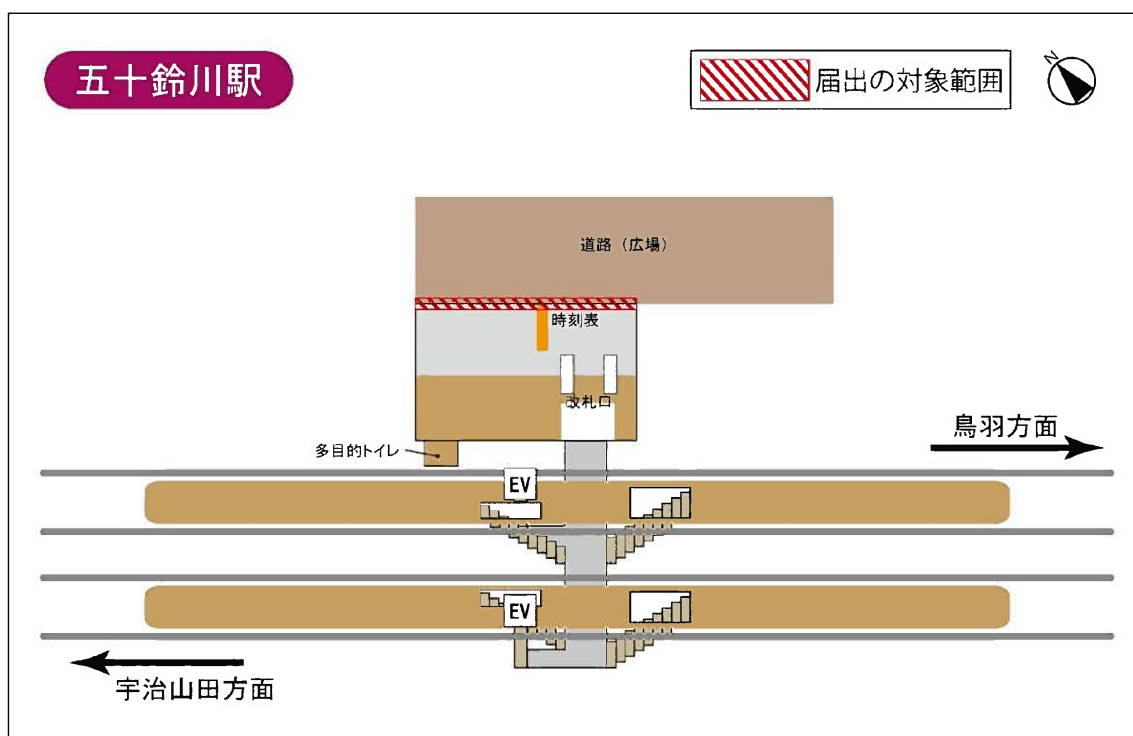 五十鈴川駅
届出の対象範囲
N
道路（広場）
時刻表
改札口
多目的トイレ
鳥羽方面
EV
EV
宇治山田方面